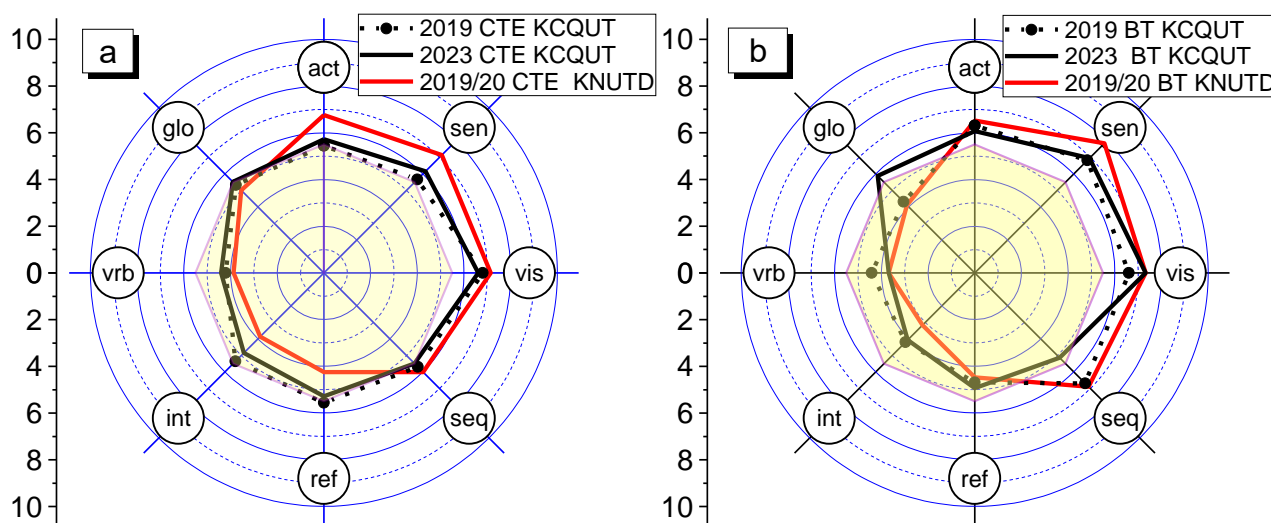 a
2019 CTE KCQUT
2023 CTE KCQUT
2019/20 CTE KNUTD
10
8
6
4
2
0
2
4
6
8
10
act
sen
vis
seq
ref
int
vrb
glo
b
2019 BT KCQUT
2023 BT KCQUT
2019/20 BT KNUTD
10
8
6
4
2
0
2
4
6
8
10
act
sen
vis
seq
ref
int
vrb
glo